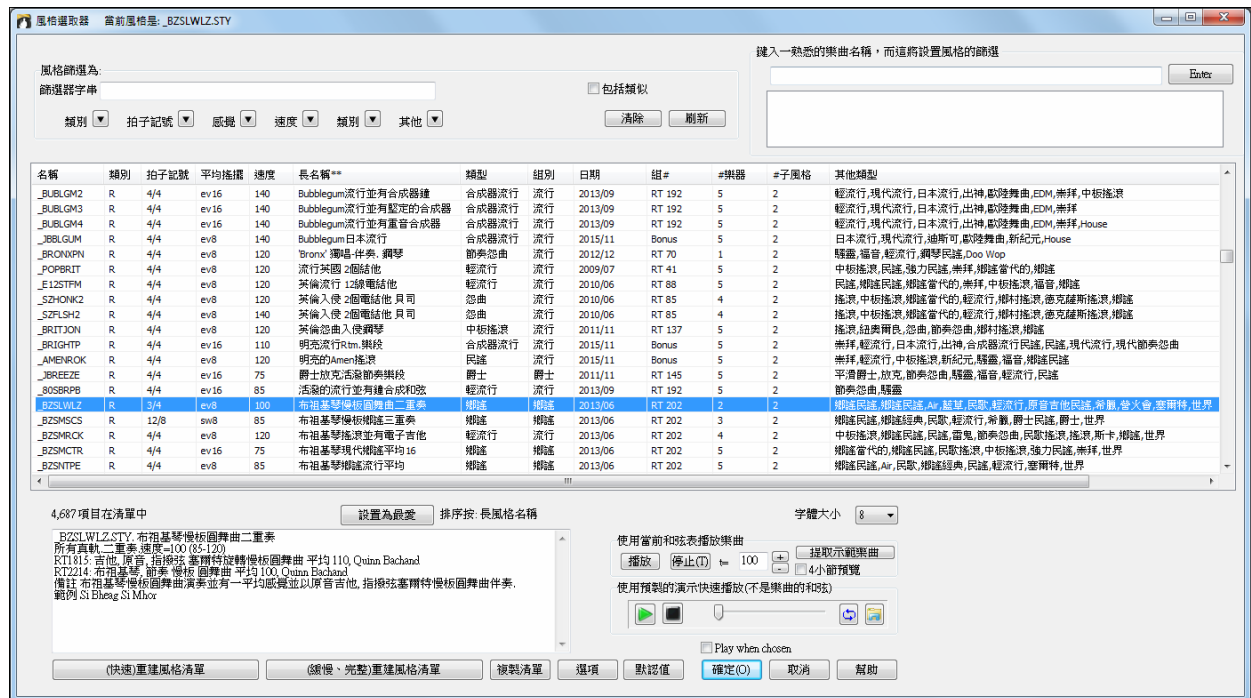 風格選取器 當前風格是: _BZSLWLZ.STY
鍵入一熟悉的樂曲名稱，而這將設置風格的篩選
Enter
風格篩選為:
篩選器字串
包括類似
類別 拍子記號 感覺 速度 類別 其他
清除 刷新
名稱 類別 拍子記號 平均搖擺 速度 長名稱** 類型 組別 日期 組# #樂器 #子風格 其他類型
_BUBLGM2 R 4/4 ev16 140 Bubblegum流行並有合成器鐘 合成器流行 流行 2013/09 RT 192 5 2 輕流行,現代流行,日本流行,出神,歐陸舞曲,EDM,崇拜,中板搖滾
_BUBLGM3 R 4/4 ev16 140 Bubblegum流行並有堅定的合成器 合成器流行 流行 2013/09 RT 192 5 2 輕流行,現代流行,日本流行,出神,歐陸舞曲,EDM,崇拜
_BUBLGM4 R 4/4 ev16 140 Bubblegum流行並有重音合成器 合成器流行 流行 2013/09 RT 192 5 2 輕流行,現代流行,日本流行,出神,歐陸舞曲,EDM,崇拜,House
_JBBLGUM R 4/4 ev8 140 Bubblegum日本流行 合成器流行 流行 2015/11 Bonus 5 2 日本流行,現代流行,迪斯可,歐陸舞曲,新紀元,House
_BRONXPN R 4/4 ev8 120 'Bronx' 獨唱-伴奏. 鋼琴 節奏怨曲 流行 2012/12 RT 70 1 2 騷靈,福音,輕流行,鋼琴民謠,Doo Wop
_POPBRIT R 4/4 ev8 120 流行英國 2個結他 輕流行 流行 2009/07 RT 41 5 2 中板搖滾,民謠,強力民謠,崇拜,鄉謠當代的,鄉謠
_E12STFM R 4/4 ev8 120 英倫流行 12線電結他 輕流行 流行 2010/06 RT 88 5 2 民謠,鄉謠民謠,鄉謠當代的,崇拜,中板搖滾,福音,鄉謠
_SZHONK2 R 4/4 ev8 120 英倫入侵 2個電結他 貝司 怨曲 流行 2010/06 RT 85 4 2 搖滾,中板搖滾,鄉謠當代的,輕流行,鄉村搖滾,德克薩斯搖滾,鄉謠
_SZFLSH2 R 4/4 ev8 140 英倫入侵 2個電結他 貝司 怨曲 流行 2010/06 RT 85 4 2 搖滾,中板搖滾,鄉謠當代的,輕流行,鄉村搖滾,德克薩斯搖滾,鄉謠
_BRITJON R 4/4 ev8 120 英倫怨曲入侵鋼琴 中板搖滾 流行 2011/11 RT 137 5 2 搖滾,紐奧爾良,怨曲,節奏怨曲,鄉村搖滾,鄉謠
_BRIGHTP R 4/4 ev16 110 明亮流行Rtm.樂段 合成器流行 流行 2015/11 Bonus 5 2 崇拜,輕流行,日本流行,出神,合成器流行民謠,民謠,現代流行,現代節奏怨曲
_AMENROK R 4/4 ev8 120 明亮的Amen搖滾 民謠 流行 2015/11 Bonus 5 2 崇拜,輕流行,中板搖滾,新紀元,騷靈,福音,鄉謠民謠
_JBREEZE R 4/4 ev16 75 爵士放克活潑節奏樂段 爵士 爵士 2011/11 RT 145 5 2 平滑爵士,放克,節奏怨曲,騷靈,福音,輕流行,民謠
_80SBRPB R 4/4 ev16 85 活潑的流行並有鐘合成和弦 輕流行 流行 2013/09 RT 192 5 2 節奏怨曲,騷靈
_BZSLWLZ R 3/4 ev8 100 布祖基琴慢板圓舞曲二重奏 鄉謠 鄉謠 2013/06 RT 202 2 2 鄉謠民謠,鄉謠民謠,Air,藍草,民歌,輕流行,原音吉他民謠,希臘,營火會,塞爾特,世界
_BZSMSCS R 12/8 sw8 85 布祖基琴慢板鄉謠三重奏 鄉謠 鄉謠 2013/06 RT 202 3 2 鄉謠民謠,鄉謠經典,民歌,輕流行,希臘,爵士民謠,爵士,世界
_BZSMRCK R 4/4 ev8 120 布祖基琴搖滾並有電子吉他 輕流行 流行 2013/06 RT 202 4 2 中板搖滾,鄉謠民謠,民謠,雷鬼,節奏怨曲,民歌搖滾,搖滾,斯卡,鄉謠,世界
_BZSMCTR R 4/4 ev16 75 布祖基琴現代鄉謠平均16 鄉謠 鄉謠 2013/06 RT 202 5 2 鄉謠當代的,鄉謠民謠,民歌搖滾,中板搖滾,強力民謠,崇拜,世界
_BZSNTPE R 4/4 ev8 85 布祖基琴鄉謠流行平均 鄉謠 鄉謠 2013/06 RT 202 5 2 鄉謠民謠,Air,民歌,鄉謠經典,民謠,輕流行,塞爾特,世界
4,687 項目在清單中 設置為最愛 排序按: 長風格名稱 字體大小 8
_BZSLWLZ.STY. 布祖基琴慢板圓舞曲二重奏
所有真軌.二重奏.速度=100 (85-120)
RT1815: 吉他, 原音, 指撥弦 塞爾特旋轉慢板圓舞曲 平均 110, Quinn Bachand
RT2214: 布祖基琴, 節奏 慢板 圓舞曲 平均 100, Quinn Bachand
備註 布祖基琴慢板圓舞曲演奏並有一平均感覺並以原音吉他, 指撥弦塞爾特慢板圓舞曲伴奏.
範例 Si Bheag Si Mhor
使用當前和弦表播放樂曲
播放 停止(T) t= 100 + - 提取示範樂曲
4小節預覽
使用預製的演示快速播放(不是樂曲的和弦)
Play when chosen
(快速)重建風格清單 (緩慢、完整)重建風格清單 複製清單 選項 默認值 確定(O) 取消 幫助